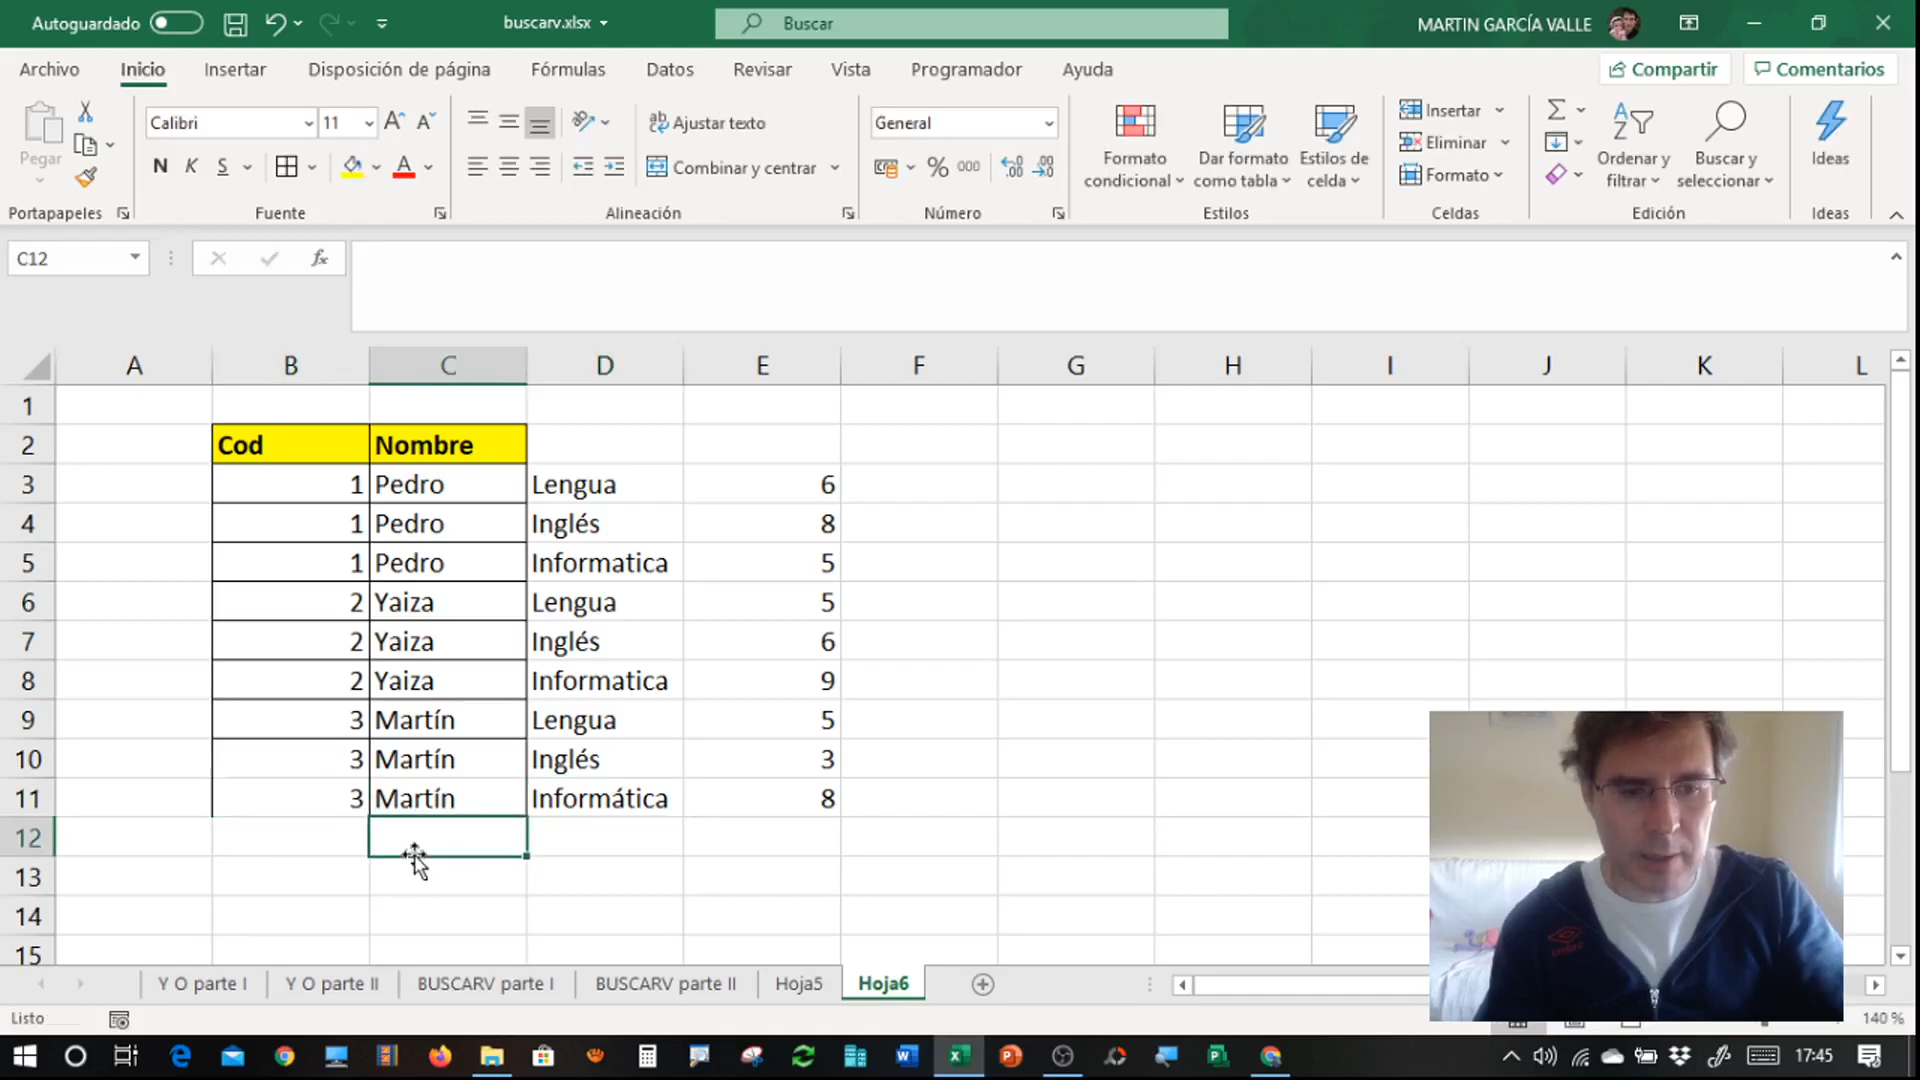 Autoguardado
buscarv.xlsx
Buscar
MARTIN GARCÍA VALLE
Archivo Inicio Insertar Disposición de página Fórmulas Datos Revisar Vista Programador Ayuda
Compartir Comentarios
Pegar
Calibri 11
N K S
Ajustar texto
Combinar y centrar
General
% 000
Formato condicional
Dar formato como tabla
Estilos de celda
Insertar
Eliminar
Formato
Ordenar y filtrar
Buscar y seleccionar
Ideas
Portapapeles Fuente Alineación Número Estilos Celdas Edición Ideas
C12 fx
A B C D E F G H I J K L
1
2 Cod Nombre
3 1 Pedro Lengua 6
4 1 Pedro Inglés 8
5 1 Pedro Informatica 5
6 2 Yaiza Lengua 5
7 2 Yaiza Inglés 6
8 2 Yaiza Informatica 9
9 3 Martín Lengua 5
10 3 Martín Inglés 3
11 3 Martín Informática 8
12
13
14
15
Y O parte I Y O parte II BUSCARV parte I BUSCARV parte II Hoja5 Hoja6
Listo
140 %
17:45